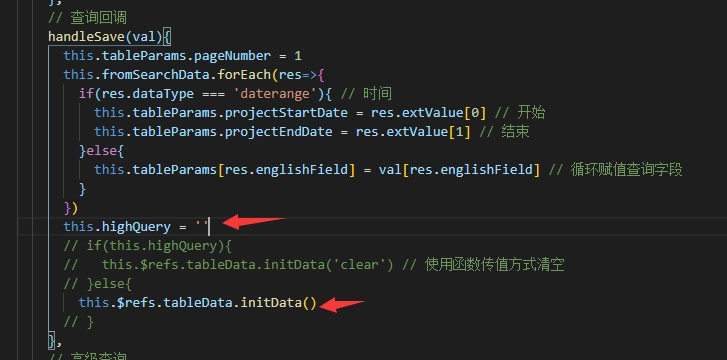 },
// 查询回调
handleSave(val){
this.tableParams.pageNumber = 1
this.fromSearchData.forEach(res=>{
if(res.dataType === 'daterange'){ // 时间
this.tableParams.projectStartDate = res.extValue[0] // 开始
this.tableParams.projectEndDate = res.extValue[1] // 结束
}else{
this.tableParams[res.englishField] = val[res.englishField] // 循环赋值查询字段
}
})
this.highQuery = ''
// if(this.highQuery){
// this.$refs.tableData.initData('clear') // 使用函数传值方式清空
// }else{
this.$refs.tableData.initData()
// }
},
// 高级查询